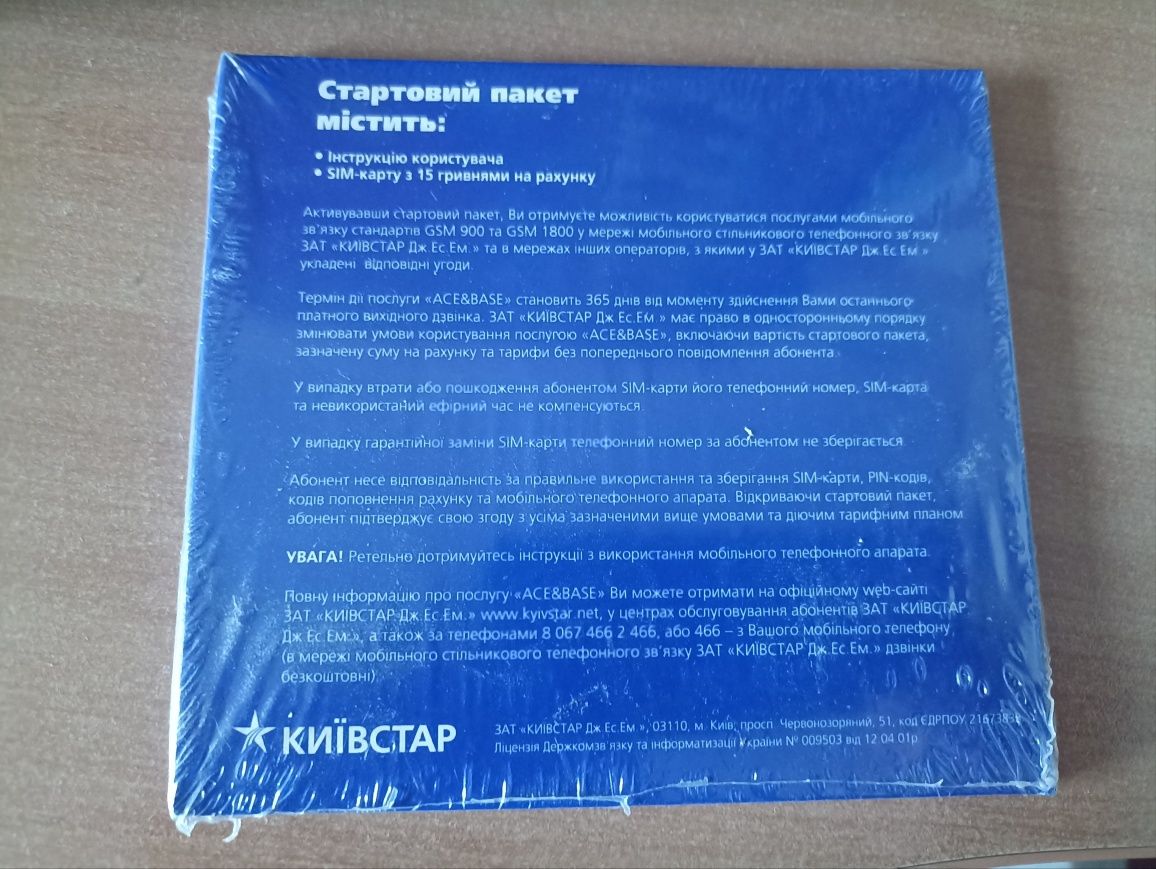 Стартовий пакет
містить:
• Інструкцію користувача
• SIM-карту з 15 гривнями на рахунку
Активувавши стартовий пакет, Ви отримуєте можливість користуватися послугами мобільного
зв'язку стандартів GSM 900 та GSM 1800 у мережі мобільного стільникового телефонного зв'язку
ЗАТ «КИЇВСТАР Дж.Ес.Ем.» та в мережах інших операторів, з якими у ЗАТ «КИЇВСТАР Дж.Ес.Ем.»
укладені відповідні угоди.
Термін дії послуги «ACE&BASE» становить 365 днів від моменту здійснення Вами останнього
платного вихідного дзвінка. ЗАТ «КИЇВСТАР Дж.Ес.Ем.» має право в односторонньому порядку
змінювати умови користування послугою «ACE&BASE», включаючи вартість стартового пакета,
зазначену суму на рахунку та тарифи без попереднього повідомлення абонента.
У випадку втрати або пошкодження абонентом SIM-карти його телефонний номер, SIM-карта
та невикористаний ефірний час не компенсуються.
У випадку гарантійної заміни SIM-карти телефонний номер за абонентом не зберігається.
Абонент несе відповідальність за правильне використання та зберігання SIM-карти, PIN-кодів,
кодів поповнення рахунку та мобільного телефонного апарата. Відкриваючи стартовий пакет,
абонент підтверджує свою згоду з усіма зазначеними вище умовами та діючим тарифним планом
УВАГА! Ретельно дотримуйтесь інструкції з використання мобільного телефонного апарата.
Повну інформацію про послугу «ACE&BASE» Ви можете отримати на офіційному web-сайті
ЗАТ «КИЇВСТАР Дж.Ес.Ем.» www.kyivstar.net, у центрах обслуговування абонентів ЗАТ «КИЇВСТАР
Дж.Ес.Ем.», а також за телефонами 8 067 466 2 466, або 466 – з Вашого мобільного телефону
(в мережі мобільного стільникового телефонного зв'язку ЗАТ «КИЇВСТАР Дж.Ес.Ем.» дзвінки
безкоштовні).
КИЇВСТАР
ЗАТ «КИЇВСТАР Дж.Ес.Ем.», 03110, м. Київ, просп. Червонозоряний, 51, код ЄДРПОУ
Ліцензія Держкомзв'язку та інформатизації України № 009503 від 12.04.01р.